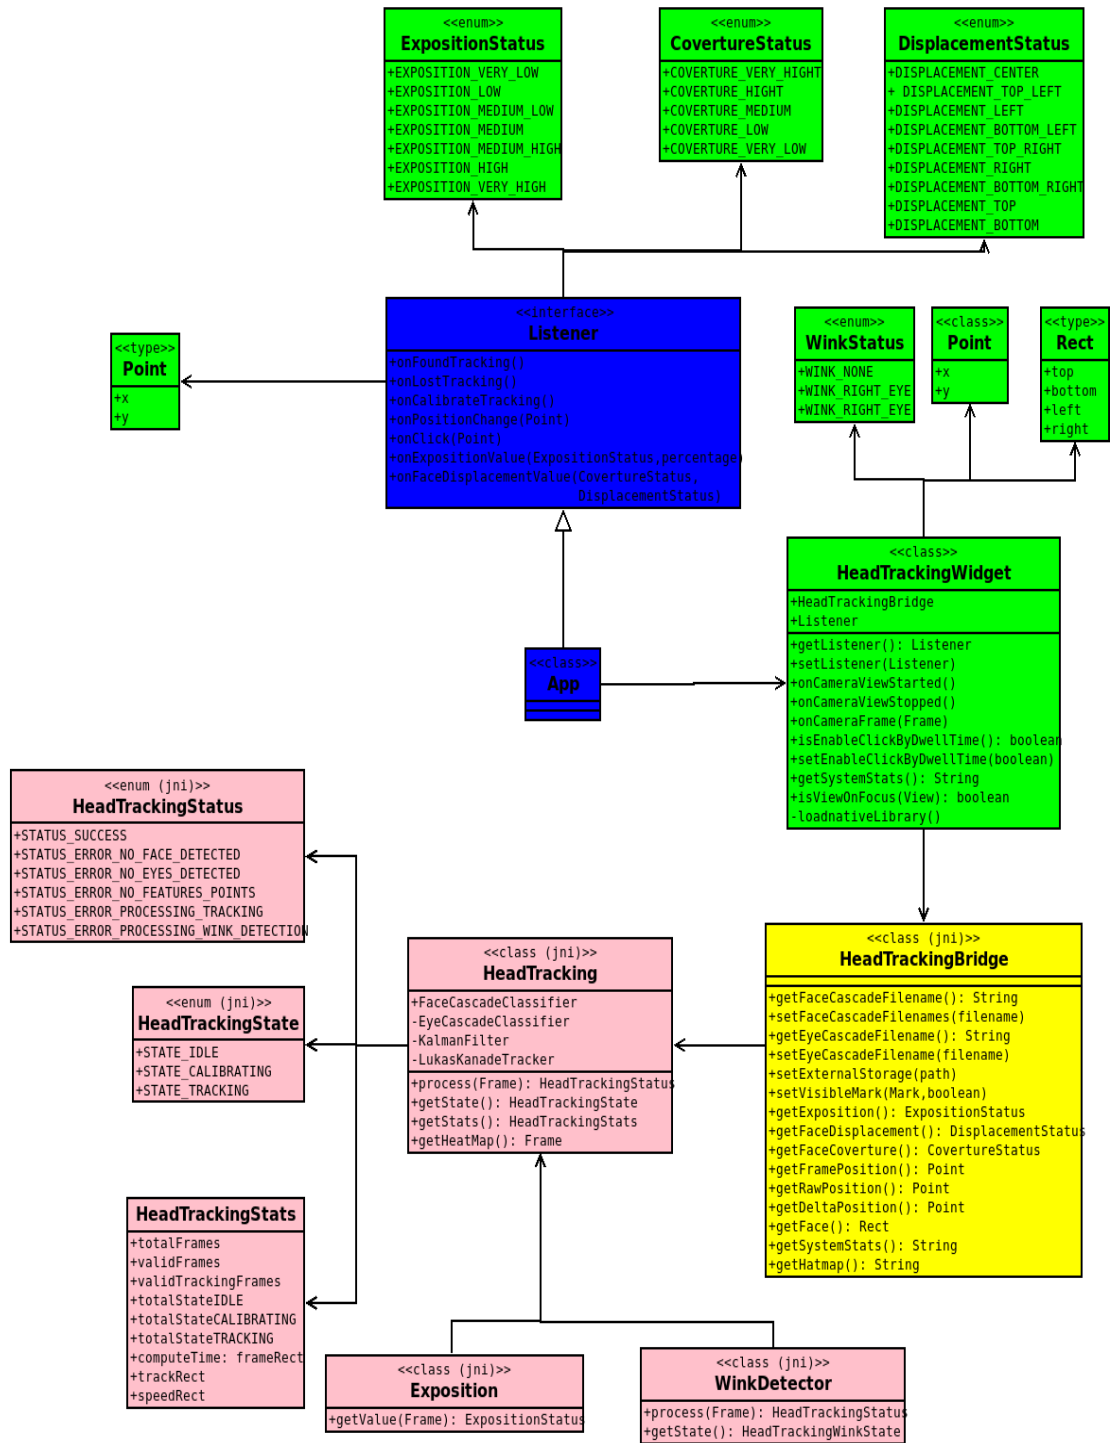 <<enum>>
ExpositionStatus
+EXPOSITION_VERY_LOW
+EXPOSITION_LOW
+EXPOSITION_MEDIUM_LOW
+EXPOSITION_MEDIUM
+EXPOSITION_MEDIUM_HIGH
+EXPOSITION_HIGH
+EXPOSITION_VERY_HIGH
<<enum>>
CovertureStatus
+COVERTURE_VERY_HIGHT
+COVERTURE_HIGHT
+COVERTURE_MEDIUM
+COVERTURE_LOW
+COVERTURE_VERY_LOW
<<enum>>
DisplacementStatus
+DISPLACEMENT_CENTER
+ DISPLACEMENT_TOP_LEFT
+DISPLACEMENT_LEFT
+DISPLACEMENT_BOTTOM_LEFT
+DISPLACEMENT_TOP_RIGHT
+DISPLACEMENT_RIGHT
+DISPLACEMENT_BOTTOM_RIGHT
+DISPLACEMENT_TOP
+DISPLACEMENT_BOTTOM
<<type>>
Point
+x
+y
<<interface>>
Listener
+onFoundTracking()
+onLostTracking()
+onCalibrateTracking()
+onPositionChange(Point)
+onClick(Point)
+onExpositionValue(ExpositionStatus,percentage)
+onFaceDisplacementValue(CovertureStatus,
DisplacementStatus)
<<enum>>
WinkStatus
+WINK_NONE
+WINK_RIGHT_EYE
+WINK_RIGHT_EYE
<<class>>
Point
+x
+y
<<type>>
Rect
+top
+bottom
+left
+right
<<class>>
App
<<class>>
HeadTrackingWidget
+HeadTrackingBridge
+Listener
+getListener(): Listener
+setListener(Listener)
+onCameraViewStarted()
+onCameraViewStopped()
+onCameraFrame(Frame)
+isEnableClickByDwellTime(): boolean
+setEnableClickByDwellTime(boolean)
+getSystemStats(): String
+isViewOnFocus(View): boolean
-loadnativeLibrary()
<<enum (jni)>>
HeadTrackingStatus
+STATUS_SUCCESS
+STATUS_ERROR_NO_FACE_DETECTED
+STATUS_ERROR_NO_EYES_DETECTED
+STATUS_ERROR_NO_FEATURES_POINTS
+STATUS_ERROR_PROCESSING_TRACKING
+STATUS_ERROR_PROCESSING_WINK_DETECTION
<<enum (jni)>>
HeadTrackingState
+STATE_IDLE
+STATE_CALIBRATING
+STATE_TRACKING
HeadTrackingStats
+totalFrames
+validFrames
+validTrackingFrames
+totalStateIDLE
+totalStateCALIBRATING
+totalStateTRACKING
+computeTime: frameRect
+trackRect
+speedRect
<<class (jni)>>
HeadTracking
+FaceCascadeClassifier
-EyeCascadeClassifier
-KalmanFilter
-LukasKanadeTracker
+process(Frame): HeadTrackingStatus
+getState(): HeadTrackingState
+getStats(): HeadTrackingStats
+getHeatMap(): Frame
<<class (jni)>>
HeadTrackingBridge
+getFaceCascadeFilename(): String
+setFaceCascadeFilenames(filename)
+getEyeCascadeFilename(): String
+setEyeCascadeFilename(filename)
+setExternalStorage(path)
+setVisibleMark(Mark,boolean)
+getExposition(): ExpositionStatus
+getFaceDisplacement(): DisplacementStatus
+getFaceCoverture(): CovertureStatus
+getFramePosition(): Point
+getRawPosition(): Point
+getDeltaPosition(): Point
+getFace(): Rect
+getSystemStats(): String
+getHatmap(): String
<<class (jni)>>
Exposition
+getValue(Frame): ExpositionStatus
<<class (jni)>>
WinkDetector
+process(Frame): HeadTrackingStatus
+getState(): HeadTrackingWinkState